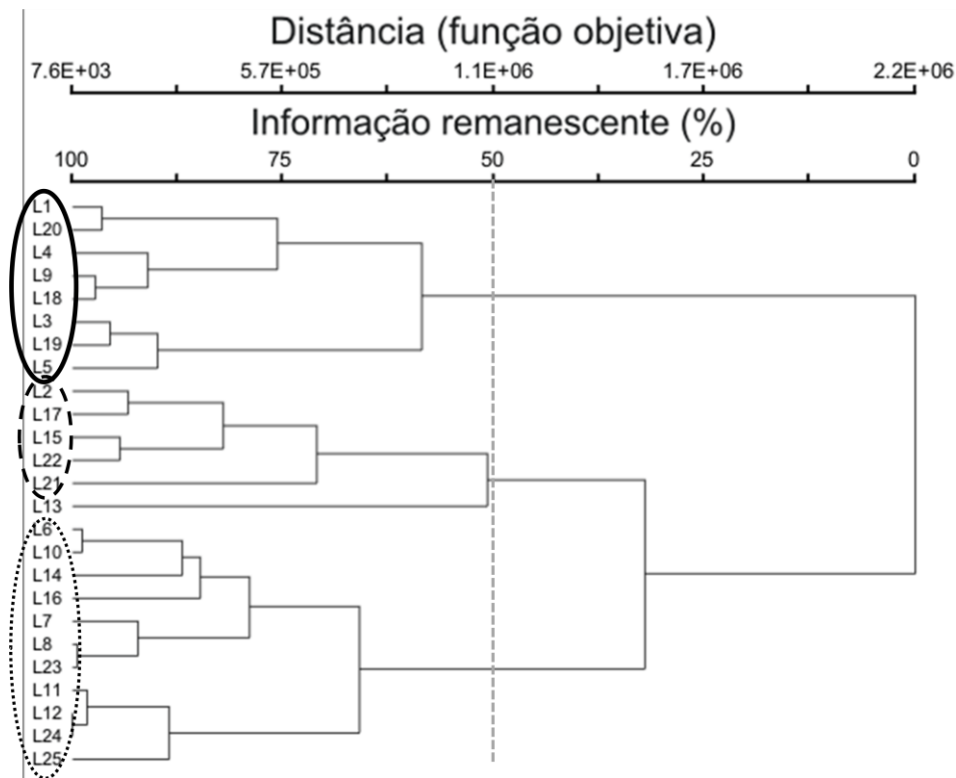 Distância (função objetiva)
7.6E+03 5.7E+05 1.1E+06 1.7E+06 2.2E+06
Informação remanescente (%)
100 75 50 25 0
L1
L20
L4
L9
L18
L3
L19
L5
L2
L17
L15
L22
L21
L13
L6
L10
L14
L16
L7
L8
L23
L11
L12
L24
L25